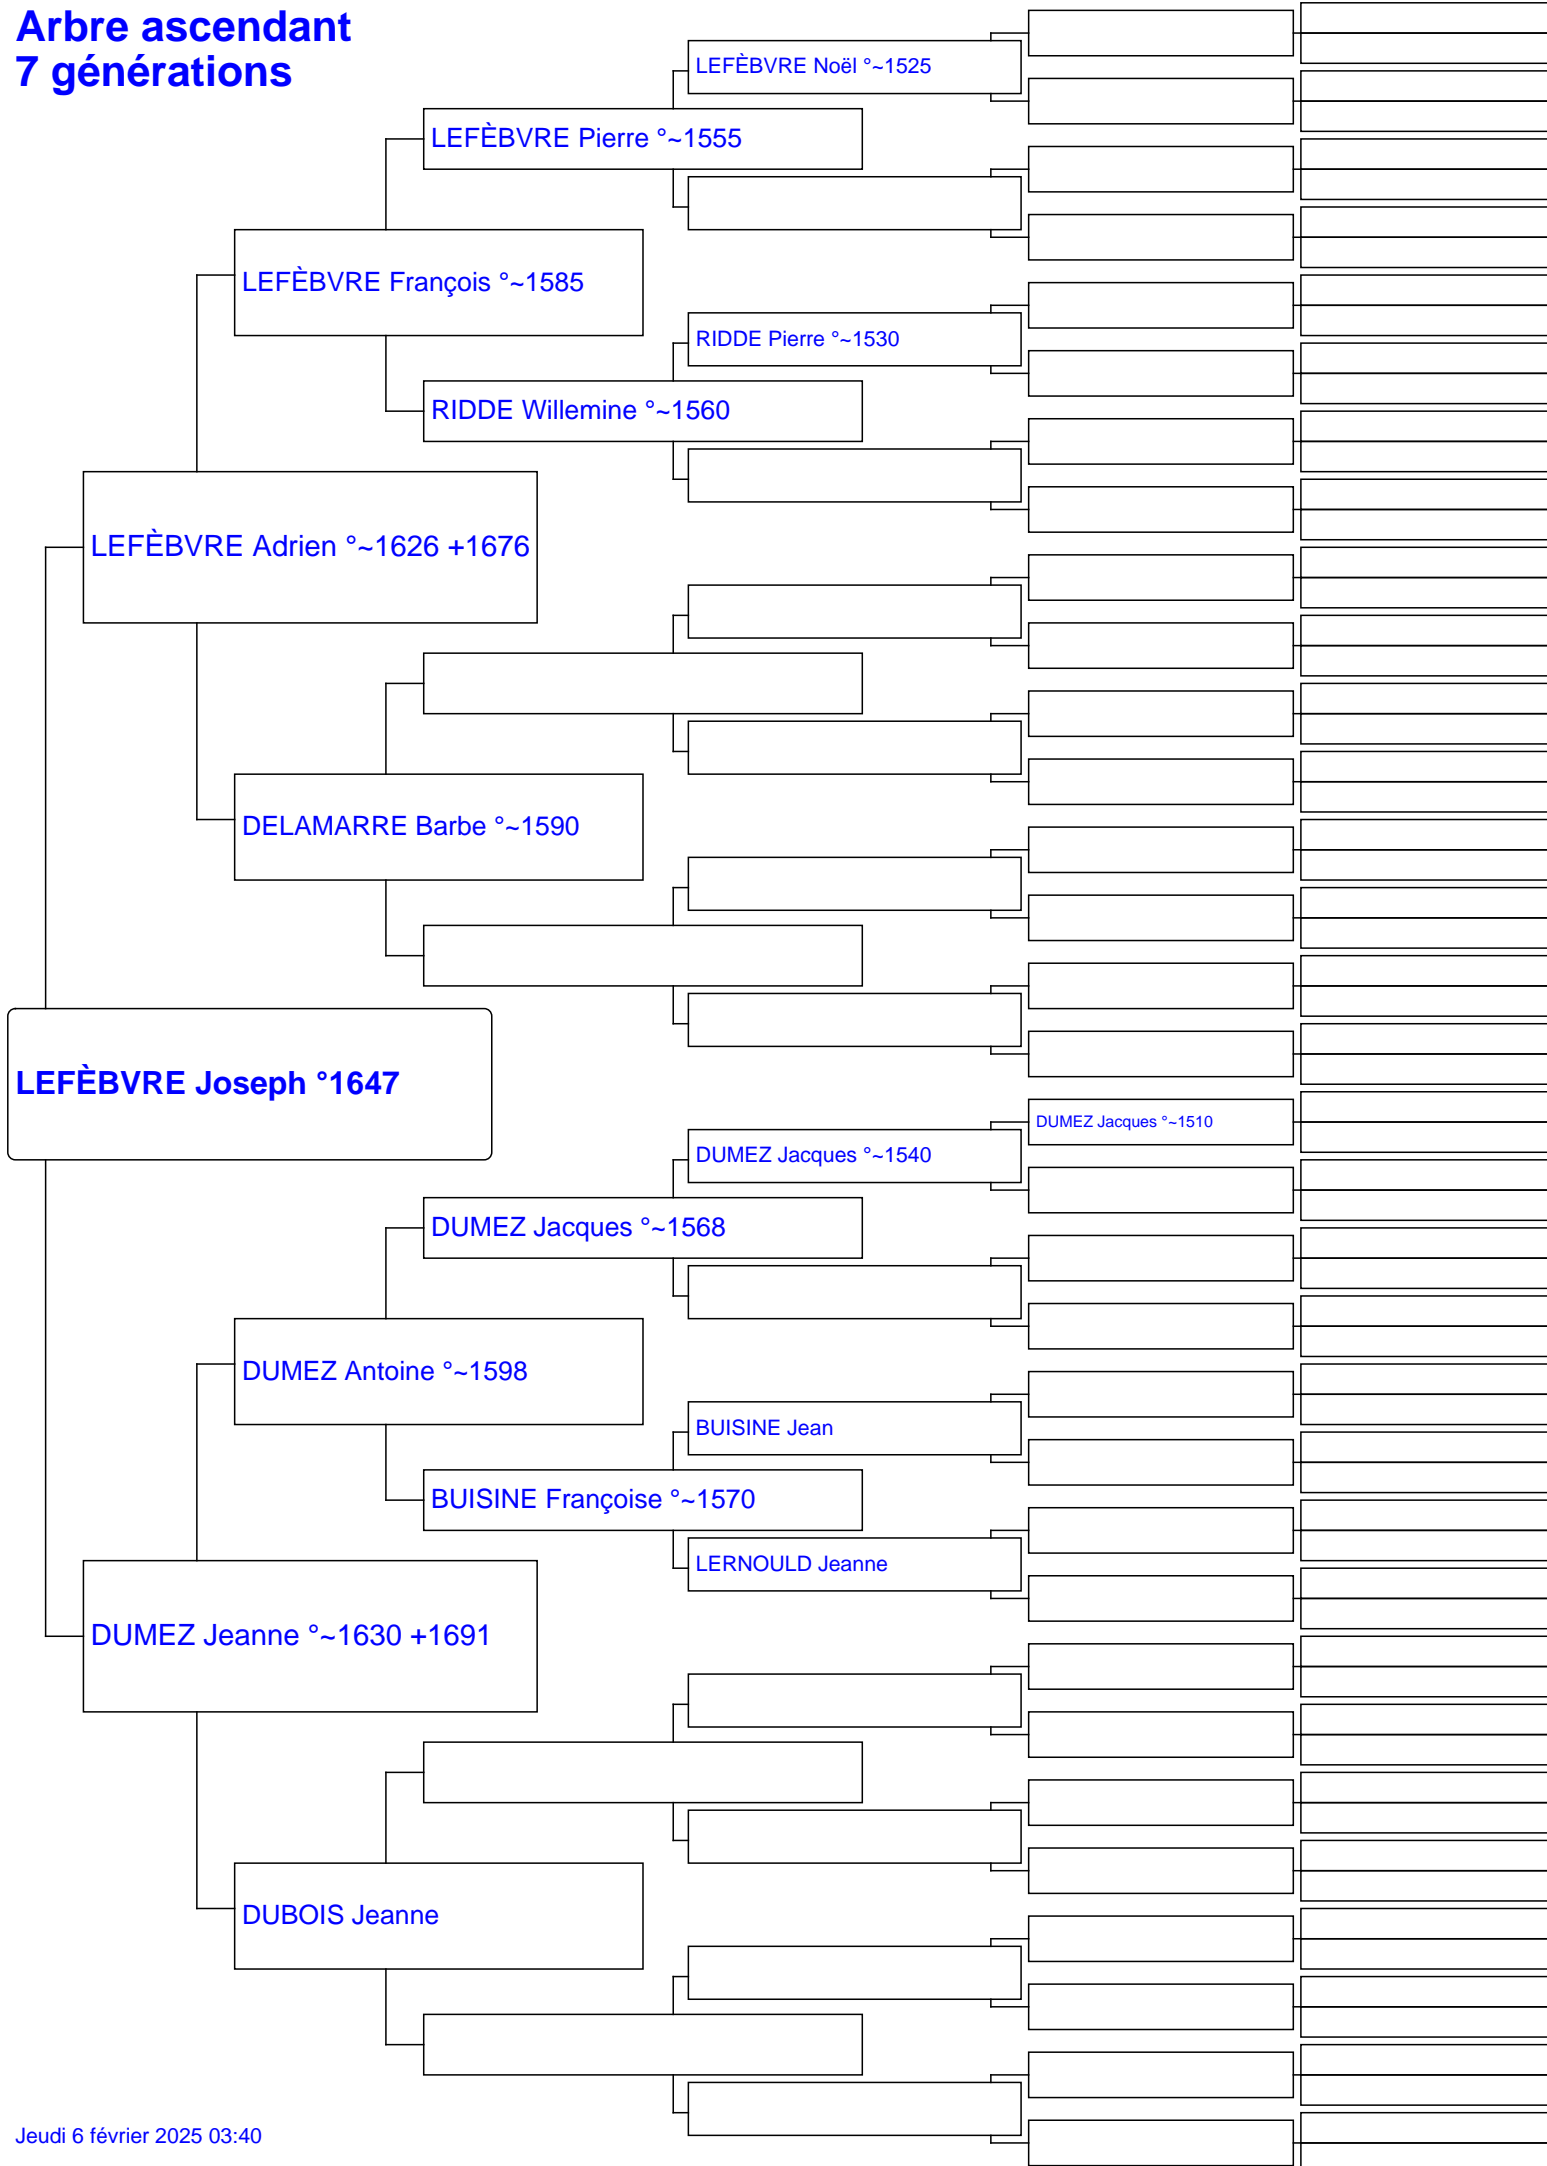 Arbre ascendant
7 générations
LEFÈBVRE Noël °~1525
LEFÈBVRE Pierre °~1555
LEFÈBVRE François °~1585
RIDDE Pierre °~1530
RIDDE Willemine °~1560
LEFÈBVRE Adrien °~1626 +1676
DELAMARRE Barbe °~1590
LEFÈBVRE Joseph °1647
DUMEZ Jacques °~1510
DUMEZ Jacques °~1540
DUMEZ Jacques °~1568
DUMEZ Antoine °~1598
BUISINE Jean
BUISINE Françoise °~1570
LERNOULD Jeanne
DUMEZ Jeanne °~1630 +1691
DUBOIS Jeanne
Jeudi 6 février 2025 03:40